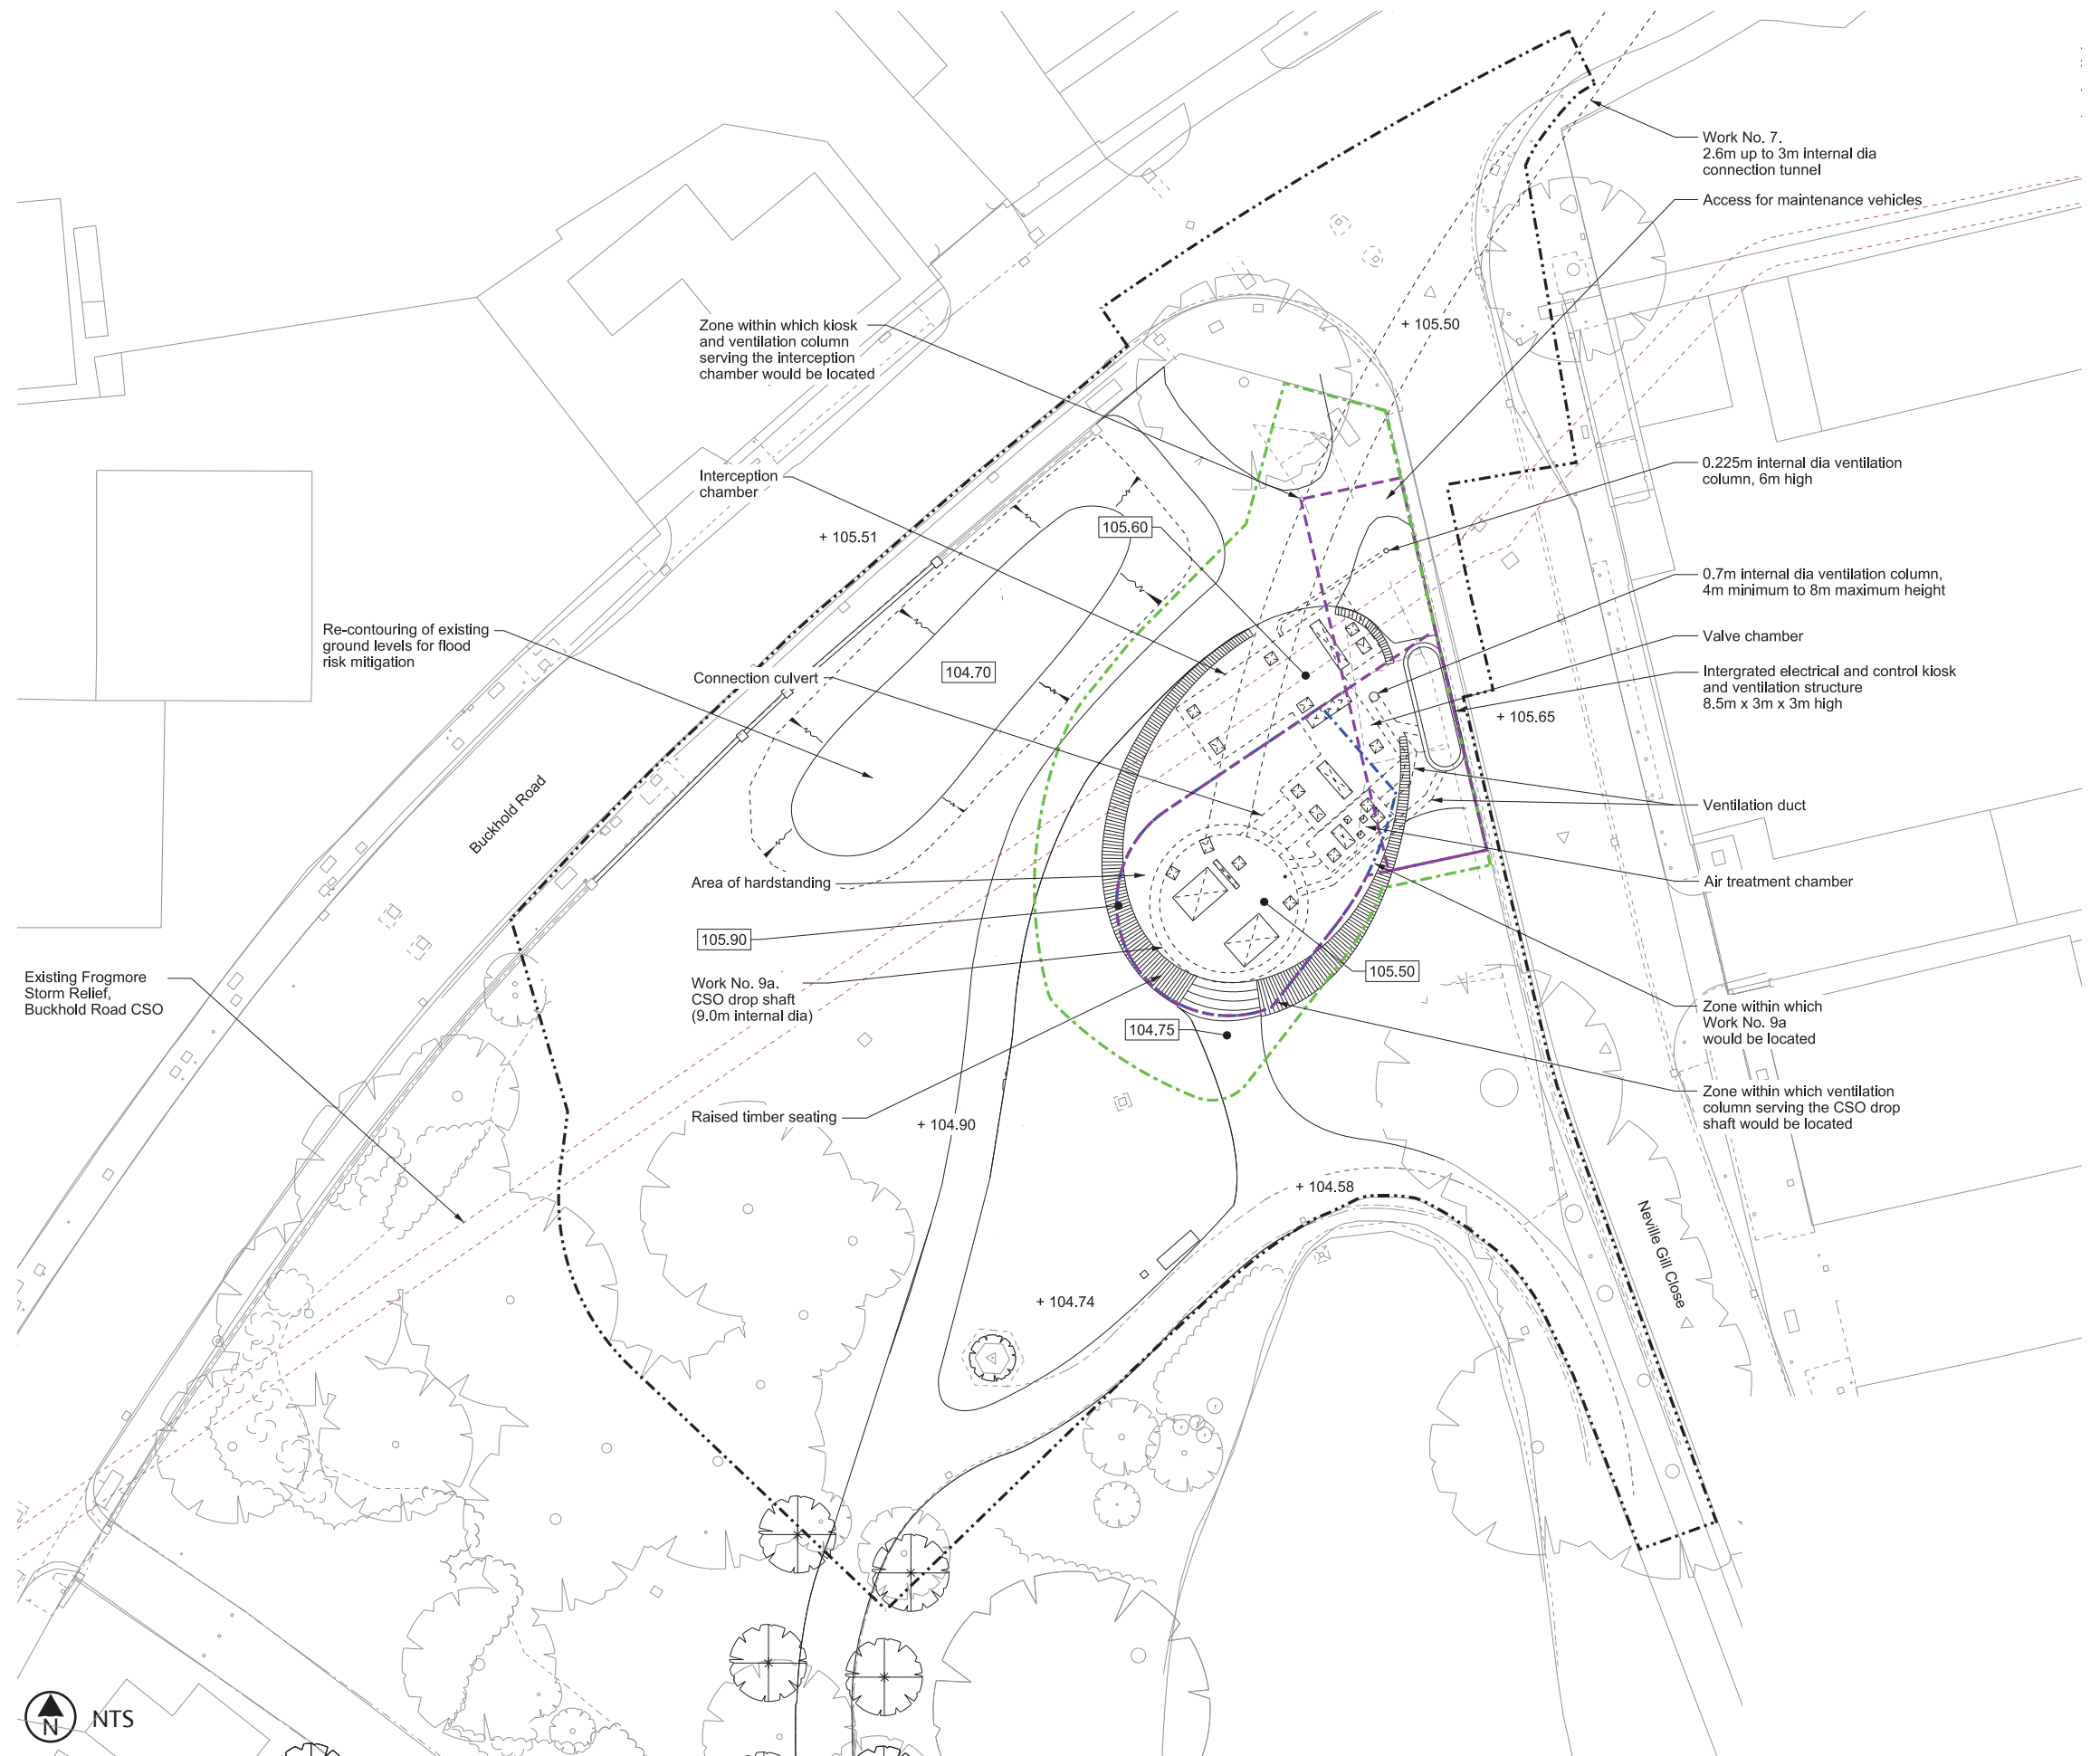 Work No. 7.
2.6m up to 3m internal dia
connection tunnel
Access for maintenance vehicles
Zone within which kiosk
and ventilation column
serving the interception
chamber would be located
+ 105.50
Interception
chamber
0.225m internal dia ventilation
column, 6m high
+ 105.51
105.60
0.7m internal dia ventilation column,
4m minimum to 8m maximum height
Re-contouring of existing
ground levels for flood
risk mitigation
Valve chamber
104.70
Connection culvert
Intergrated electrical and control kiosk
and ventilation structure
8.5m x 3m x 3m high
+ 105.65
Buckhold Road
Ventilation duct
Area of hardstanding
Air treatment chamber
105.90
Existing Frogmore
Storm Relief,
Buckhold Road CSO
Work No. 9a.
CSO drop shaft
(9.0m internal dia)
105.50
Zone within which
Work No. 9a
would be located
104.75
Raised timber seating
+ 104.90
Zone within which ventilation
column serving the CSO drop
shaft would be located
+ 104.58
Neville Gill Close
+ 104.74
N
NTS